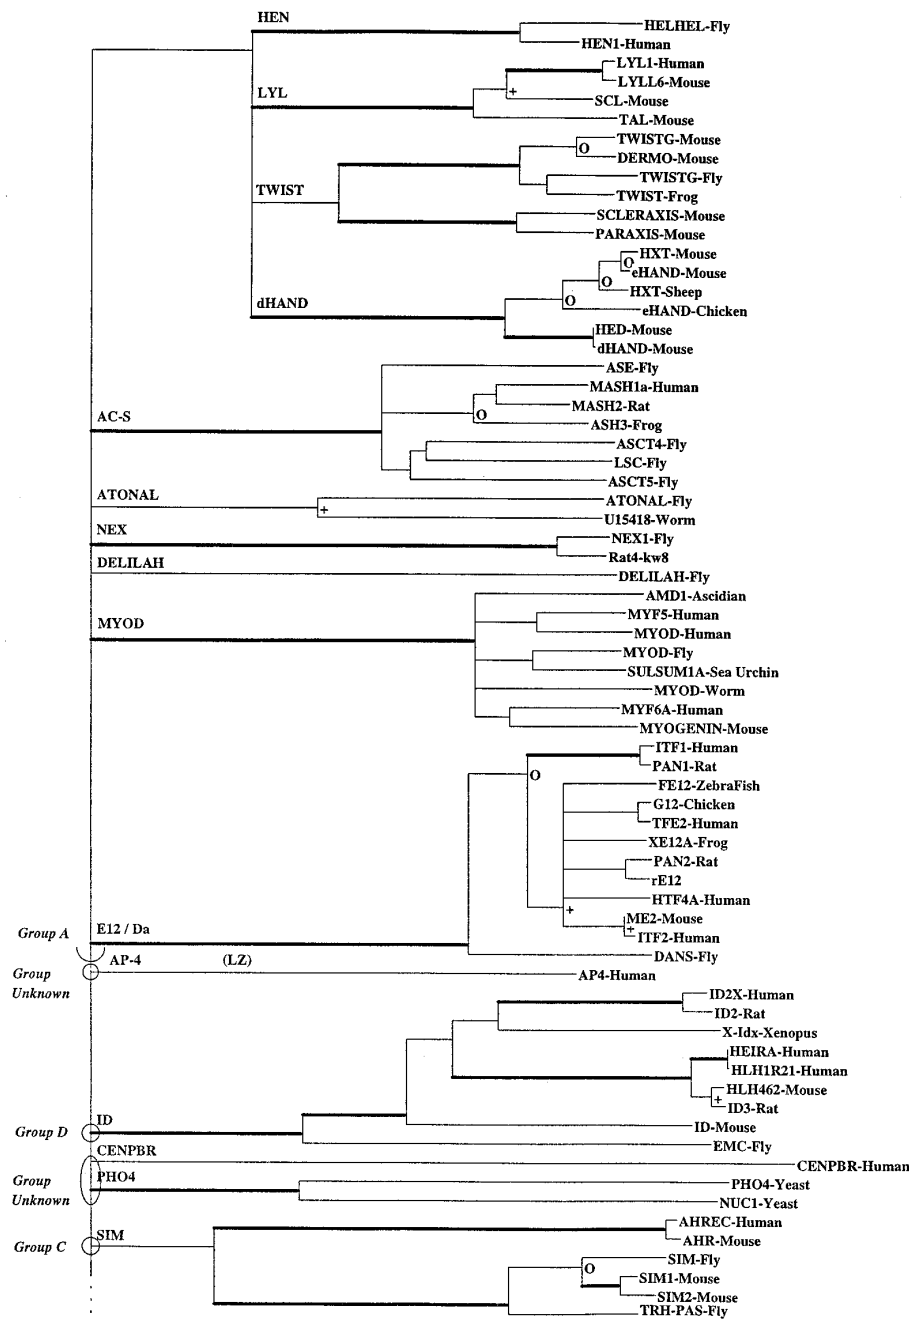 HEN
HELHEL-Fly
HEN1-Human
LYL1-Human
LYLL6-Mouse
LYL
+
SCL-Mouse
TAL-Mouse
TWISTG-Mouse
O
DERMO-Mouse
TWISTG-Fly
TWIST
TWIST-Frog
SCLERAXIS-Mouse
PARAXIS-Mouse
HXT-Mouse
O
eHAND-Mouse
O
HXT-Sheep
dHAND
O
eHAND-Chicken
HED-Mouse
dHAND-Mouse
ASE-Fly
MASH1a-Human
MASH2-Rat
AC-S
O
ASH3-Frog
ASCT4-Fly
LSC-Fly
ASCT5-Fly
ATONAL
ATONAL-Fly
+
U15418-Worm
NEX
NEX1-Fly
Rat4-kw8
DELILAH
DELILAH-Fly
AMD1-Ascidian
MYF5-Human
MYOD
MYOD-Human
MYOD-Fly
SULSUM1A-Sea Urchin
MYOD-Worm
MYF6A-Human
MYOGENIN-Mouse
ITF1-Human
PAN1-Rat
O
FE12-ZebraFish
G12-Chicken
TFE2-Human
XE12A-Frog
PAN2-Rat
rE12
HTF4A-Human
+
ME2-Mouse
+
Group A
E12 / Da
ITF2-Human
DANS-Fly
AP-4 (LZ)
Group
Unknown
AP4-Human
ID2X-Human
ID2-Rat
X-Idx-Xenopus
HEIRA-Human
HLH1R21-Human
HLH462-Mouse
+
ID3-Rat
ID
Group D
ID-Mouse
EMC-Fly
CENPBR
CENPBR-Human
Group
Unknown
PHO4
PHO4-Yeast
NUC1-Yeast
AHREC-Human
SIM
Group C
AHR-Mouse
SIM-Fly
O
SIM1-Mouse
SIM2-Mouse
TRH-PAS-Fly